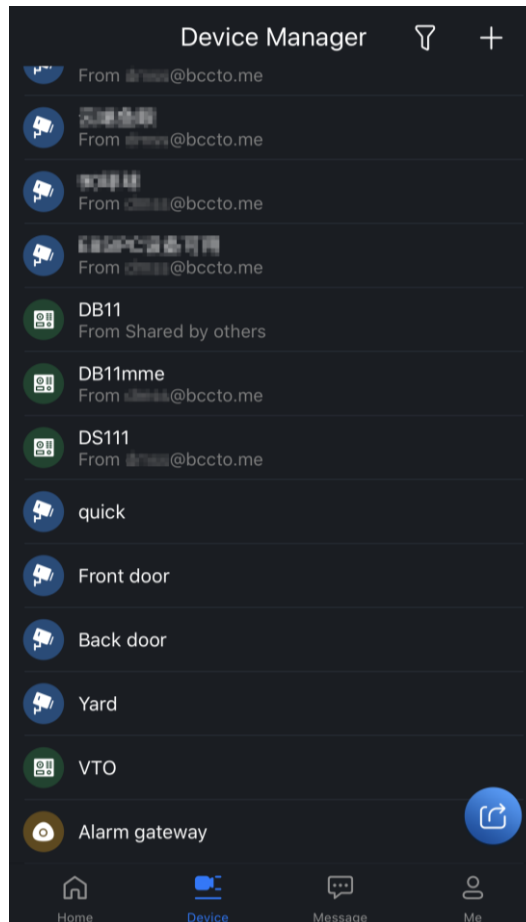 Device Manager
From @bccto.me
From @bccto.me
From @bccto.me
From @bccto.me
DB11
From Shared by others
DB11mme
From @bccto.me
DS111
From @bccto.me
quick
Front door
Back door
Yard
VTO
Alarm gateway
Home
Device
Message
Me